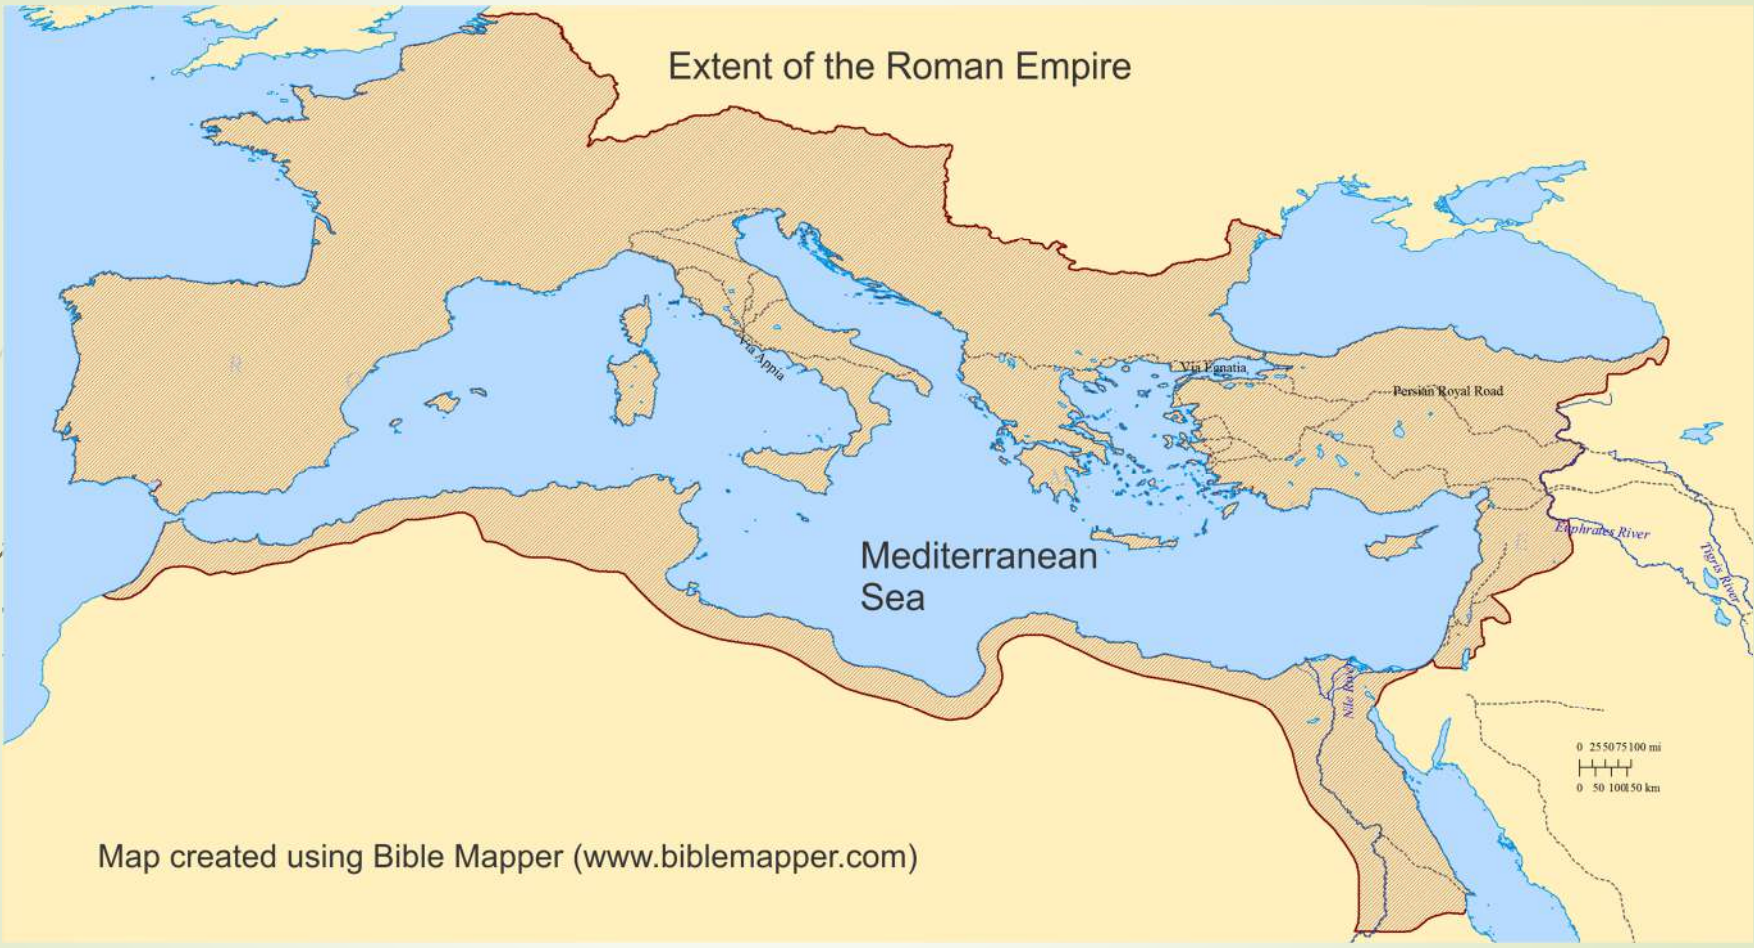 Extent of the Roman Empire
R
O
Via Appia
Via Egnatia
Persian Royal Road
A
Mediterranean
Sea
E
Euphrates River
Tigris River
Nile River
0 25 50 75 100 mi
0 50 100 150 km
Map created using Bible Mapper (www.biblemapper.com)